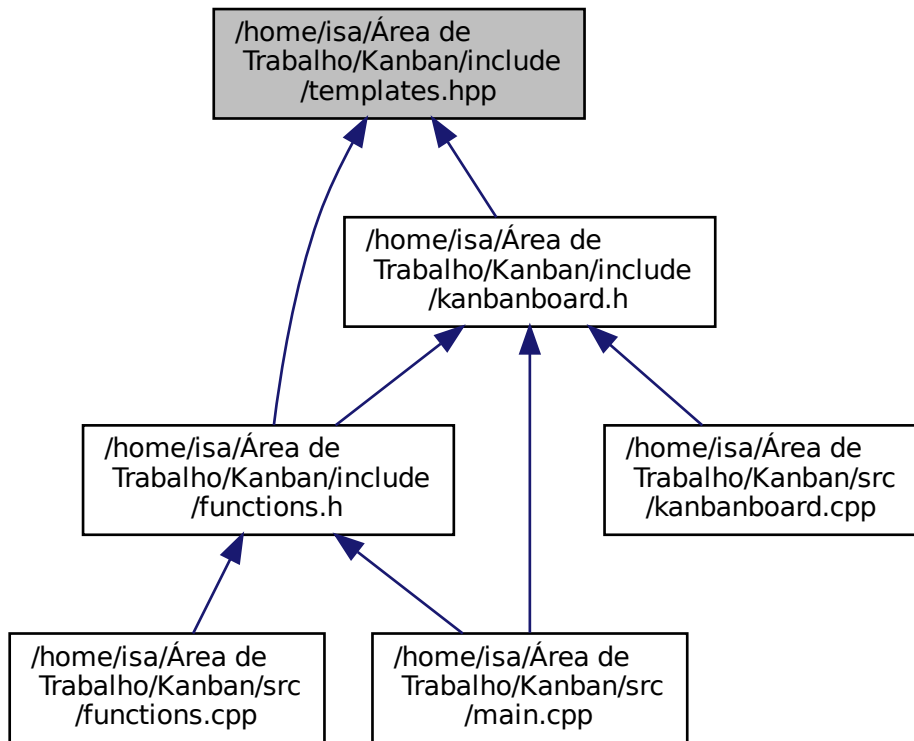 /home/isa/Área de
Trabalho/Kanban/include
/templates.hpp
/home/isa/Área de
Trabalho/Kanban/include
/kanbanboard.h
/home/isa/Área de
Trabalho/Kanban/include
/functions.h
/home/isa/Área de
Trabalho/Kanban/src
/kanbanboard.cpp
/home/isa/Área de
Trabalho/Kanban/src
/functions.cpp
/home/isa/Área de
Trabalho/Kanban/src
/main.cpp